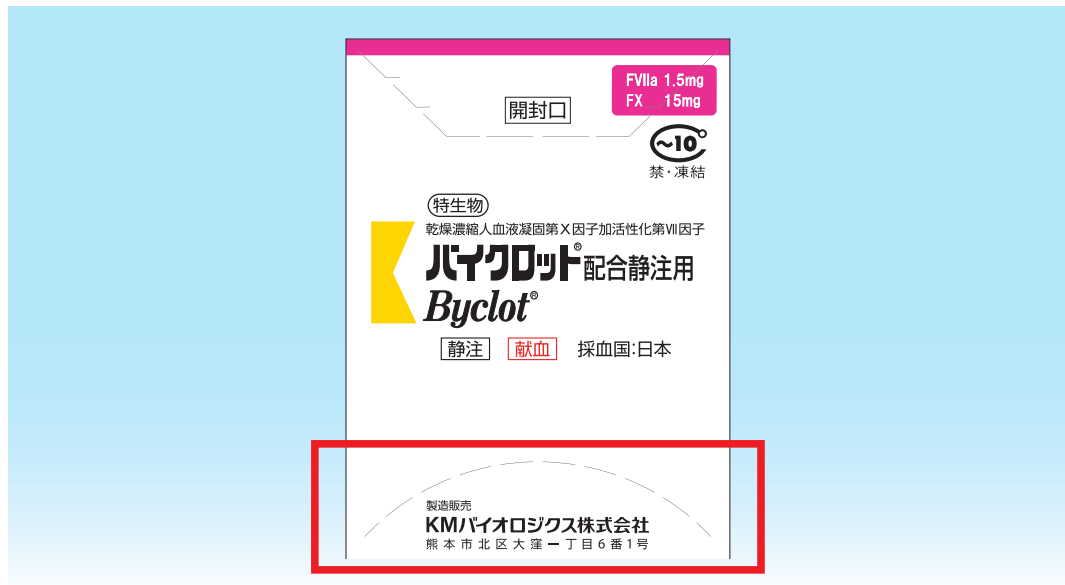 FVIIa 1.5mg
FX 15mg
開封口
~10°
禁・凍結
特生物
乾燥濃縮人血液凝固第Ⅹ因子加活性化第Ⅶ因子
バイクロット®配合静注用
Byclot®
静注 献血 採血国:日本
製造販売
KMバイオロジクス株式会社
熊本市北区大窪一丁目6番1号